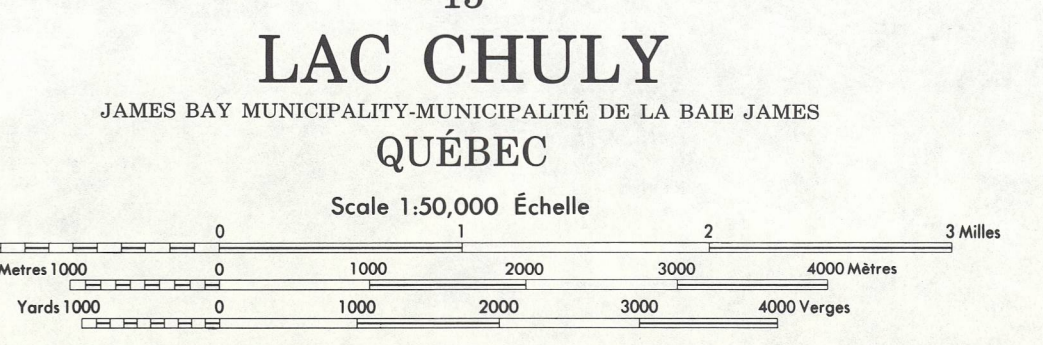 LAC CHULY
JAMES BAY MUNICIPALITY-MUNICIPALITÉ DE LA BAIE JAMES
QUÉBEC
Scale 1:50,000 Échelle
0 1 2 3 Milles
Metres 1000 0 1000 2000 3000 4000 Mètres
Yards 1000 0 1000 2000 3000 4000 Verges